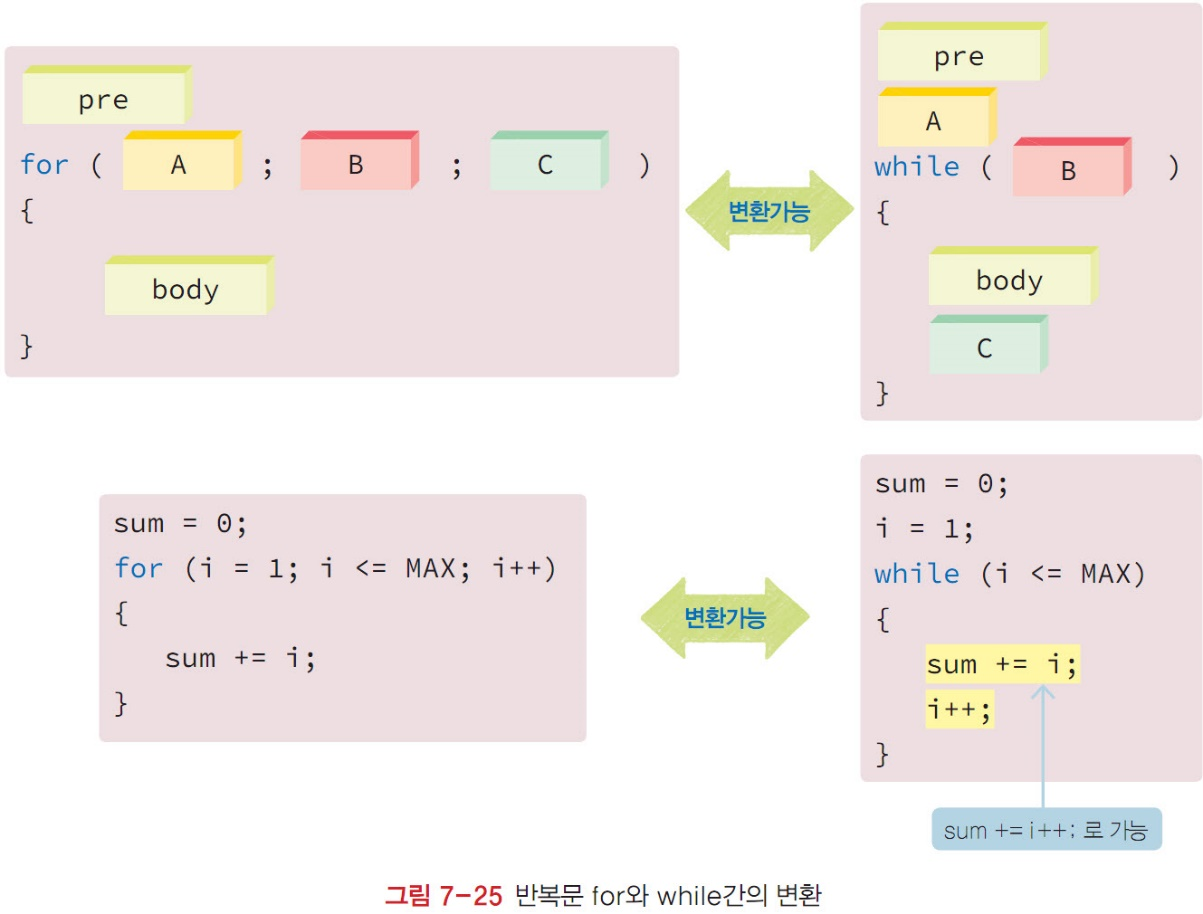 pre
for ( A ; B ; C )
{
body
}
변환가능
pre
A
while ( B )
{
body
C
}
sum = 0;
for (i = 1; i <= MAX; i++)
{
sum += i;
}
변환가능
sum = 0;
i = 1;
while (i <= MAX)
{
sum += i;
i++;
}
sum += i++; 로 가능
그림 7-25 반복문 for와 while간의 변환